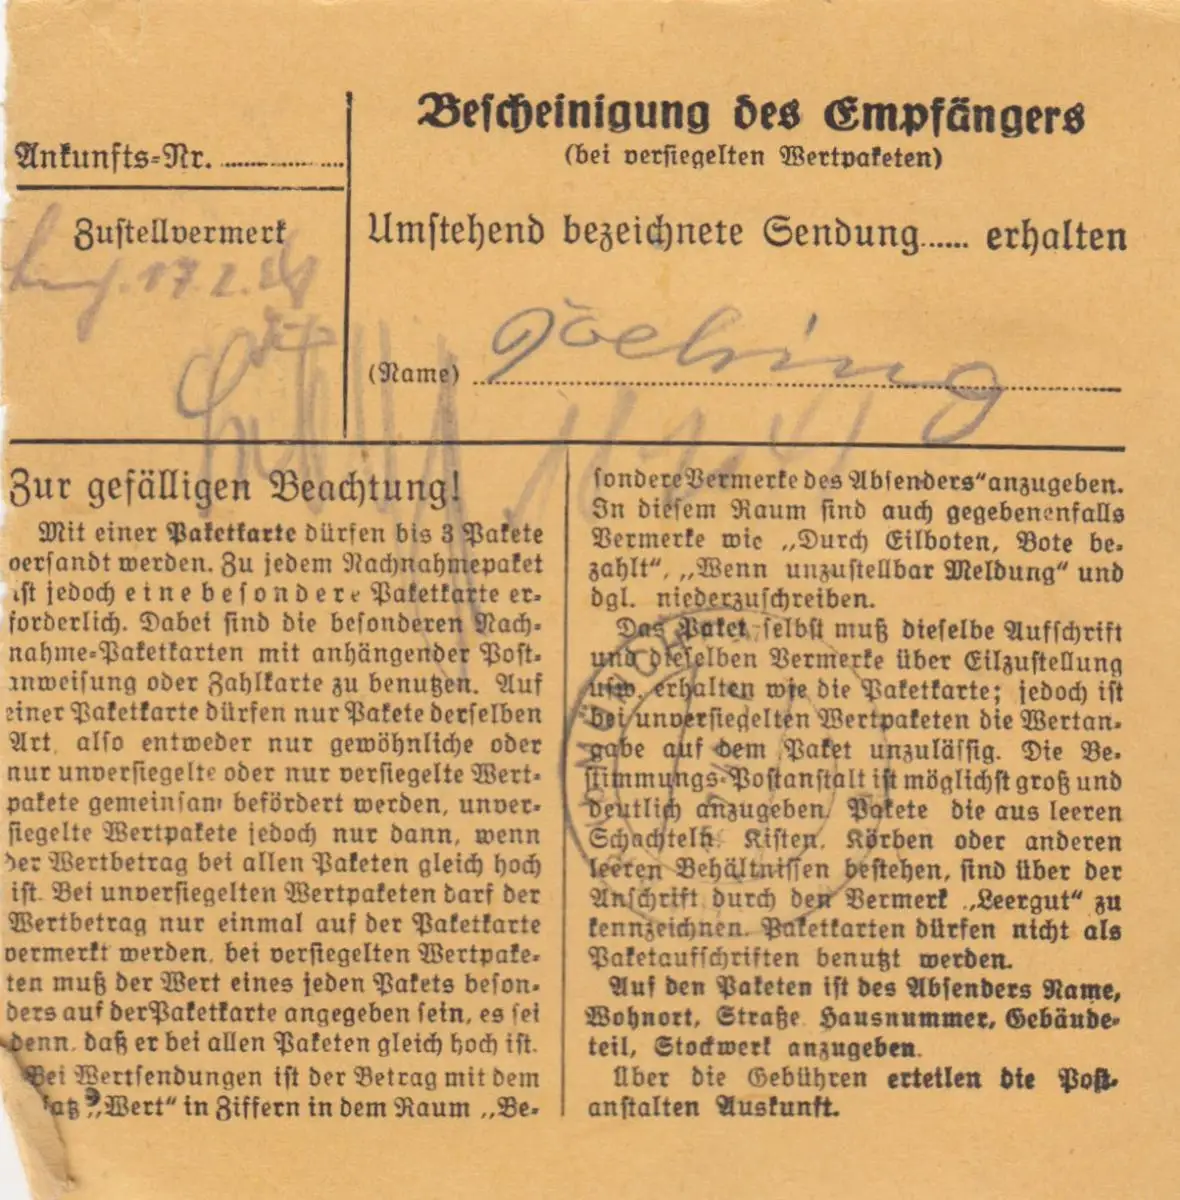 Ankunfts-Nr. ............
Zustellvermerk
17.2.
Bescheinigung des Empfängers
(bei versiegelten Wertpaketen)
Umstehend bezeichnete Sendung...... erhalten
(Name)
Zur gefälligen Beachtung!
Mit einer Paketkarte dürfen bis 3 Pakete
versandt werden. Zu jedem Nachnahmepaket
ist jedoch eine besondere Paketkarte er-
forderlich. Dabei sind die besonderen Nach-
nahme-Paketkarten mit anhängender Post-
anweisung oder Zahlkarte zu benutzen. Auf
einer Paketkarte dürfen nur Pakete derselben
Art, also entweder nur gewöhnliche oder
nur unversiegelte oder nur versiegelte Wert-
pakete gemeinsam befördert werden, unver-
siegelte Wertpakete jedoch nur dann, wenn
der Wertbetrag bei allen Paketen gleich hoch
ist. Bei unversiegelten Wertpaketen darf der
Wertbetrag nur einmal auf der Paketkarte
vermerkt werden, bei versiegelten Wertpake-
ten muß der Wert eines jeden Pakets beson-
ders auf der Paketkarte angegeben sein, es sei
denn, daß er bei allen Paketen gleich hoch ist.
Bei Wertsendungen ist der Betrag mit dem
satz „Wert“ in Ziffern in dem Raum „Be-
sondere Vermerke des Absenders“ anzugeben.
In diesem Raum sind auch gegebenenfalls
Vermerke wie „Durch Eilboten, Bote be-
zahlt“, „Wenn unzustellbar Meldung“ und
dgl. niederzuschreiben.
Das Paket selbst muß dieselbe Aufschrift
und dieselben Vermerke über Eilzustellung
usw. erhalten wie die Paketkarte; jedoch ist
bei unversiegelten Wertpaketen die Wertan-
gabe auf dem Paket unzulässig. Die Be-
stimmungs-Postanstalt ist möglichst groß und
deutlich anzugeben. Pakete die aus leeren
Schachteln, Kisten, Körben oder anderen
leeren Behältnissen bestehen, sind über der
Anschrift durch den Vermerk „Leergut“ zu
kennzeichnen. Paketkarten dürfen nicht als
Paketaufschriften benutzt werden.
Auf den Paketen ist des Absenders Name,
Wohnort, Straße, Hausnummer, Gebäude-
teil, Stockwerk anzugeben.
Über die Gebühren erteilen die Post-
anstalten Auskunft.